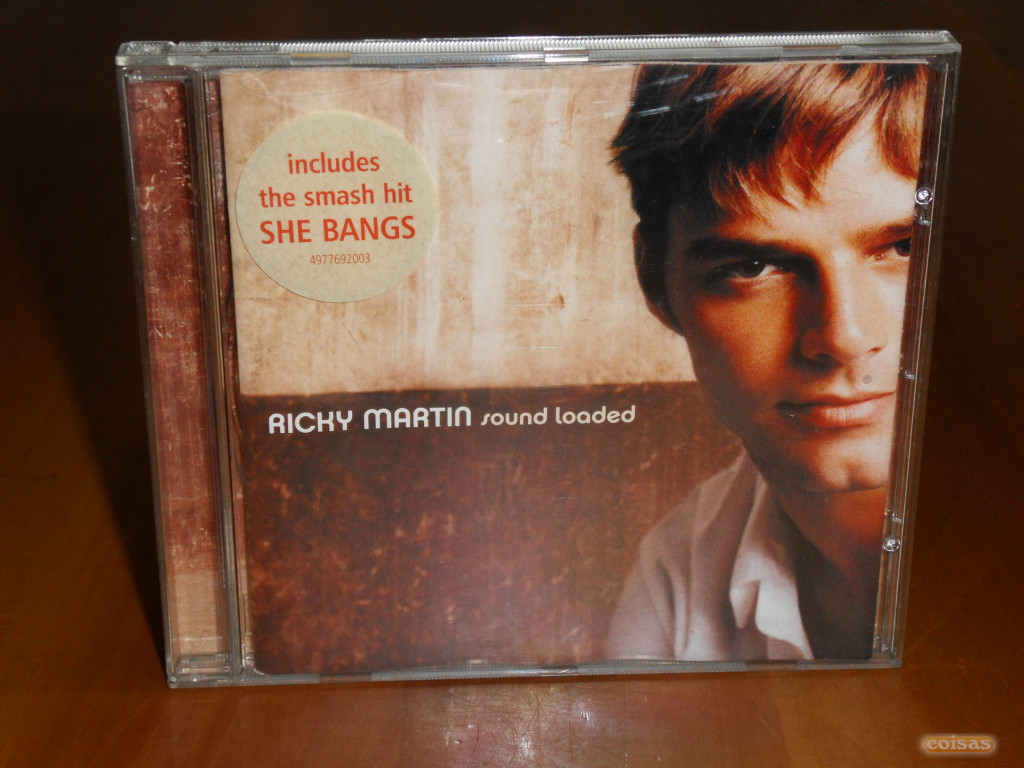 includes
the smash hit
SHE BANGS
4977692003
RICKY MARTIN sound loaded
coisas